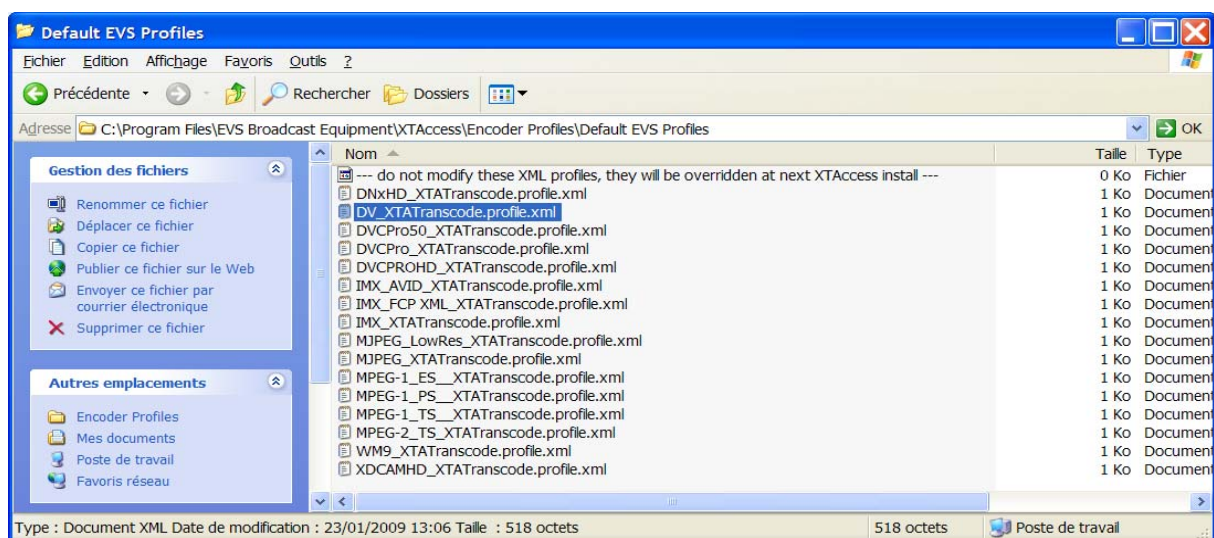 Default EVS Profiles
Fichier Edition Affichage Favoris Outils ?
Précédente Rechercher Dossiers
Adresse C:\Program Files\EVS Broadcast Equipment\XTAccess\Encoder Profiles\Default EVS Profiles OK
Gestion des fichiers
Renommer ce fichier
Déplacer ce fichier
Copier ce fichier
Publier ce fichier sur le Web
Envoyer ce fichier par
courrier électronique
Supprimer ce fichier
Autres emplacements
Encoder Profiles
Mes documents
Poste de travail
Favoris réseau
Nom Taille Type
--- do not modify these XML profiles, they will be overridden at next XTAccess install --- 0 Ko Fichier
DNxHD_XTATranscode.profile.xml 1 Ko Document
DV_XTATranscode.profile.xml 1 Ko Document
DVCPro50_XTATranscode.profile.xml 1 Ko Document
DVCPro_XTATranscode.profile.xml 1 Ko Document
DVCPROHD_XTATranscode.profile.xml 1 Ko Document
IMX_AVID_XTATranscode.profile.xml 1 Ko Document
IMX_FCP XML_XTATranscode.profile.xml 1 Ko Document
IMX_XTATranscode.profile.xml 1 Ko Document
MJPEG_LowRes_XTATranscode.profile.xml 1 Ko Document
MJPEG_XTATranscode.profile.xml 1 Ko Document
MPEG-1_ES__XTATranscode.profile.xml 1 Ko Document
MPEG-1_PS__XTATranscode.profile.xml 1 Ko Document
MPEG-1_TS__XTATranscode.profile.xml 1 Ko Document
MPEG-2_TS_XTATranscode.profile.xml 1 Ko Document
WM9_XTATranscode.profile.xml 1 Ko Document
XDCAMHD_XTATranscode.profile.xml 1 Ko Document
Type : Document XML Date de modification : 23/01/2009 13:06 Taille : 518 octets 518 octets Poste de travail